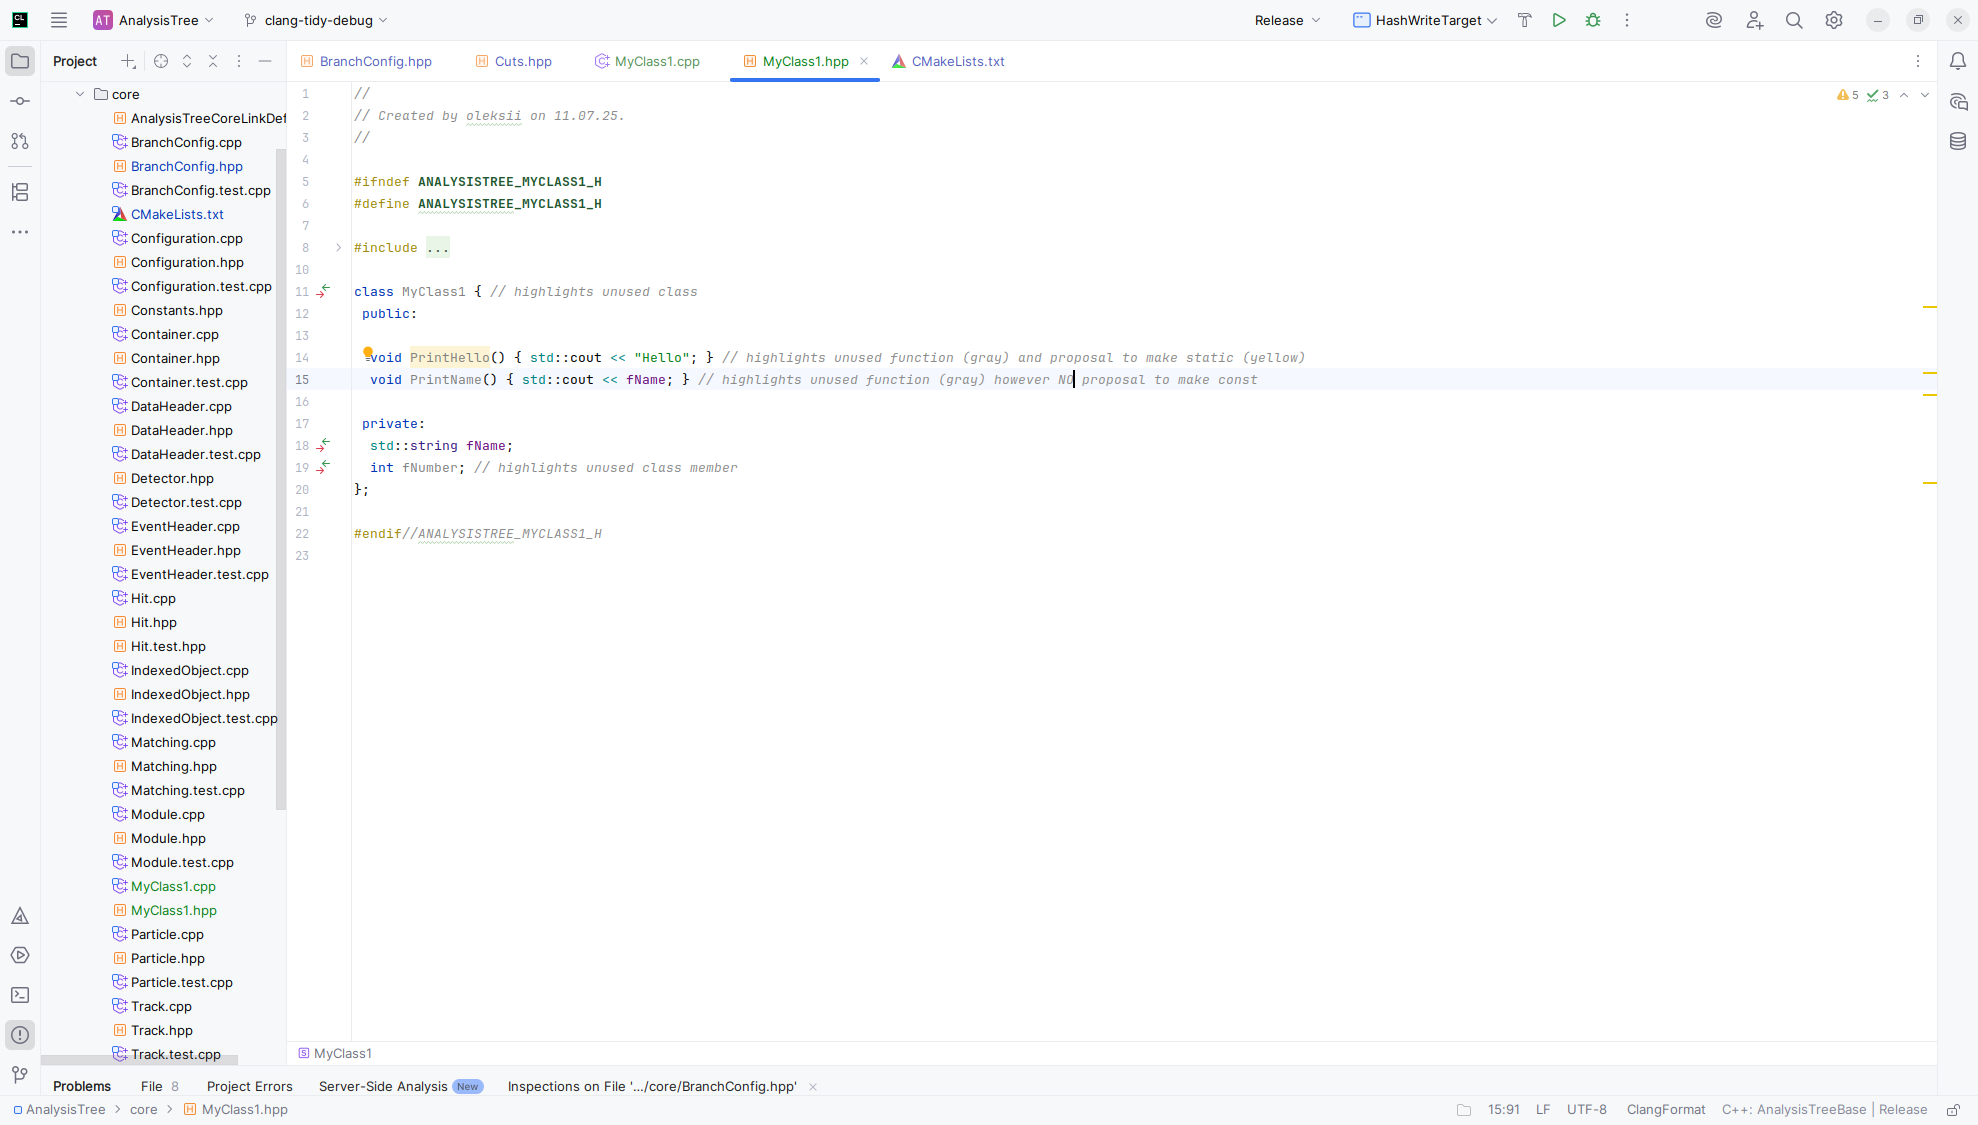 CL AT AnalysisTree clang-tidy-debug Release HashWriteTarget
Project
BranchConfig.hpp Cuts.hpp MyClass1.cpp MyClass1.hpp CMakeLists.txt
core
AnalysisTreeCoreLinkDef
BranchConfig.cpp
BranchConfig.hpp
BranchConfig.test.cpp
CMakeLists.txt
Configuration.cpp
Configuration.hpp
Configuration.test.cpp
Constants.hpp
Container.cpp
Container.hpp
Container.test.cpp
DataHeader.cpp
DataHeader.hpp
DataHeader.test.cpp
Detector.hpp
Detector.test.cpp
EventHeader.cpp
EventHeader.hpp
EventHeader.test.cpp
Hit.cpp
Hit.hpp
Hit.test.hpp
IndexedObject.cpp
IndexedObject.hpp
IndexedObject.test.cpp
Matching.cpp
Matching.hpp
Matching.test.cpp
Module.cpp
Module.hpp
Module.test.cpp
MyClass1.cpp
MyClass1.hpp
Particle.cpp
Particle.hpp
Particle.test.cpp
Track.cpp
Track.hpp
Track.test.cpp
1 //
2 // Created by oleksii on 11.07.25.
3 //
4
5 #ifndef ANALYSISTREE_MYCLASS1_H
6 #define ANALYSISTREE_MYCLASS1_H
7
8 #include ...
10
11 class MyClass1 { // highlights unused class
12 public:
13
14 void PrintHello() { std::cout << "Hello"; } // highlights unused function (gray) and proposal to make static (yellow)
15 void PrintName() { std::cout << fName; } // highlights unused function (gray) however NO proposal to make const
16
17 private:
18 std::string fName;
19 int fNumber; // highlights unused class member
20 };
21
22 #endif//ANALYSISTREE_MYCLASS1_H
23
5 3
MyClass1
Problems File 8 Project Errors Server-Side Analysis New Inspections on File '.../core/BranchConfig.hpp'
AnalysisTree > core > MyClass1.hpp 15:91 LF UTF-8 ClangFormat C++: AnalysisTreeBase | Release